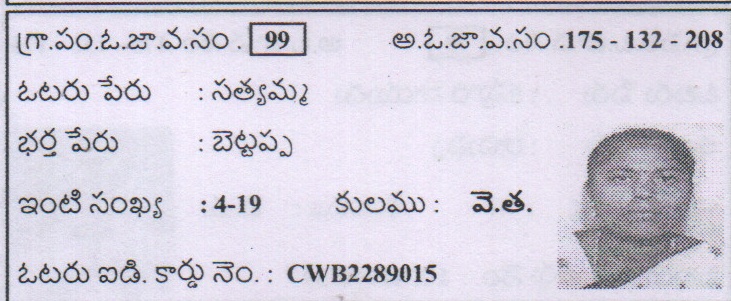 గ్రా.పం.ఓ.జా.వ.సం 99 అ.ఓ.జా.వ.సం .175 - 132 - 208
ఓటరు పేరు : సత్యమ్మ
భర్త పేరు : బెట్టప్ప
ఇంటి సంఖ్య : 4-19 కులము : వె.త.
ఓటరు ఐడి. కార్డు నెం. : CWB2289015